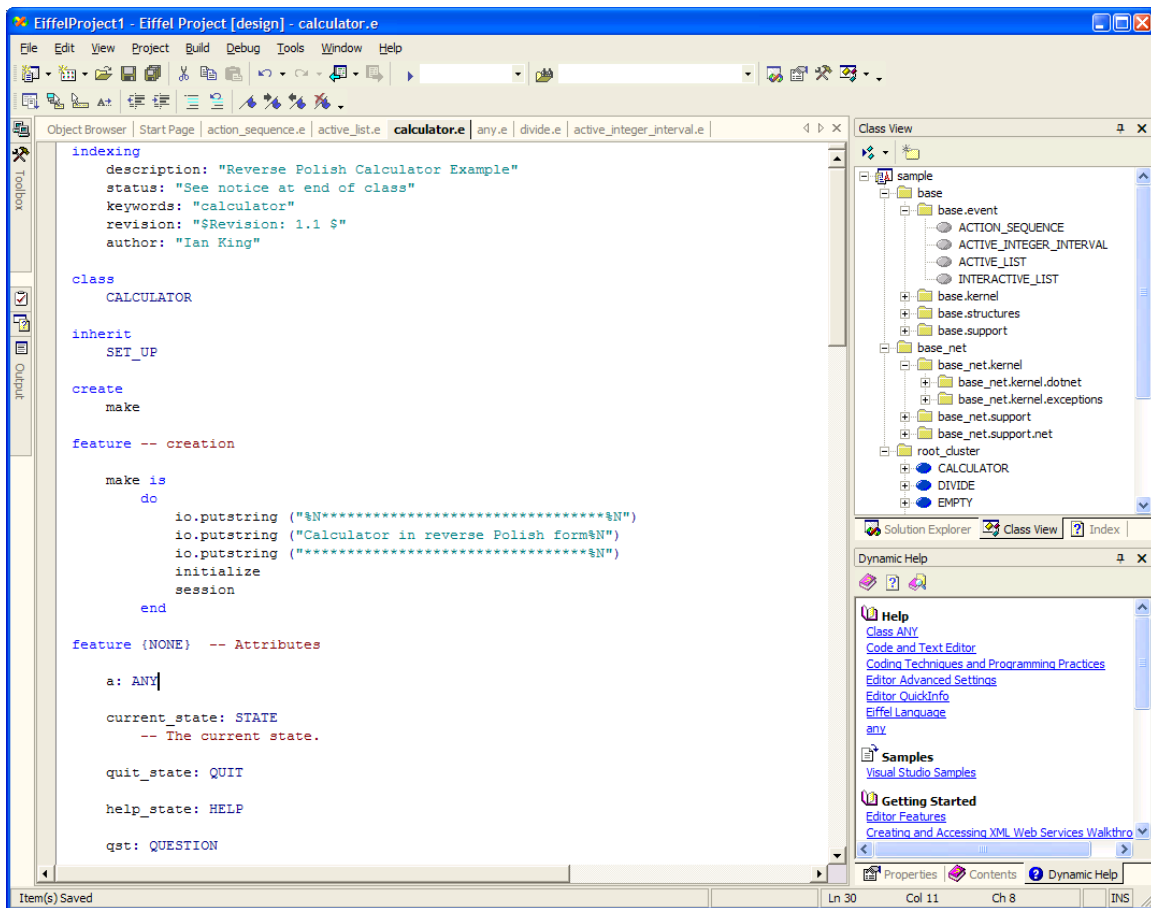 EiffelProject1 - Eiffel Project [design] - calculator.e
File Edit View Project Build Debug Tools Window Help
Object Browser Start Page action_sequence.e active_list.e calculator.e any.e divide.e active_integer_interval.e
Toolbox
Output
indexing
description: "Reverse Polish Calculator Example"
status: "See notice at end of class"
keywords: "calculator"
revision: "$Revision: 1.1 $"
author: "Ian King"
class
CALCULATOR
inherit
SET_UP
create
make
feature -- creation
make is
do
io.putstring ("%N*********************************%N")
io.putstring ("Calculator in reverse Polish form%N")
io.putstring ("*********************************%N")
initialize
session
end
feature {NONE}  -- Attributes
a: ANY
current_state: STATE
-- The current state.
quit_state: QUIT
help_state: HELP
qst: QUESTION
Class View
sample
base
base.event
ACTION_SEQUENCE
ACTIVE_INTEGER_INTERVAL
ACTIVE_LIST
INTERACTIVE_LIST
base.kernel
base.structures
base.support
base_net
base_net.kernel
base_net.kernel.dotnet
base_net.kernel.exceptions
base_net.support
base_net.support.net
root_cluster
CALCULATOR
DIVIDE
EMPTY
Solution Explorer Class View Index
Dynamic Help
Help
Class ANY
Code and Text Editor
Coding Techniques and Programming Practices
Editor Advanced Settings
Editor QuickInfo
Eiffel Language
any
Samples
Visual Studio Samples
Getting Started
Editor Features
Creating and Accessing XML Web Services Walkthro
Properties Contents Dynamic Help
Item(s) Saved Ln 30 Col 11 Ch 8 INS